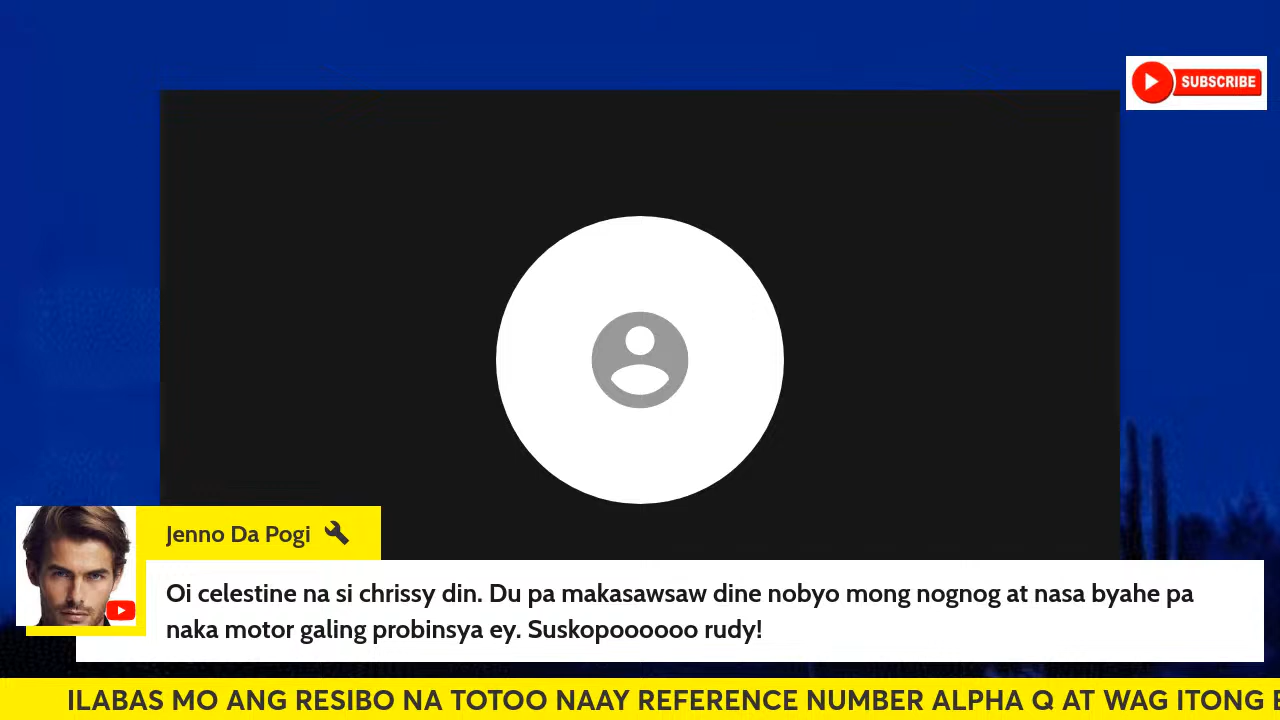 SUBSCRIBE
Jenno Da Pogi
Oi celestine na si chrissy din. Du pa makasawsaw dine nobyo mong nognog at nasa byahe pa
naka motor galing probinsya ey. Suskopoooooo rudy!
ILABAS MO ANG RESIBO NA TOTOO NAAY REFERENCE NUMBER ALPHA Q AT WAG ITONG